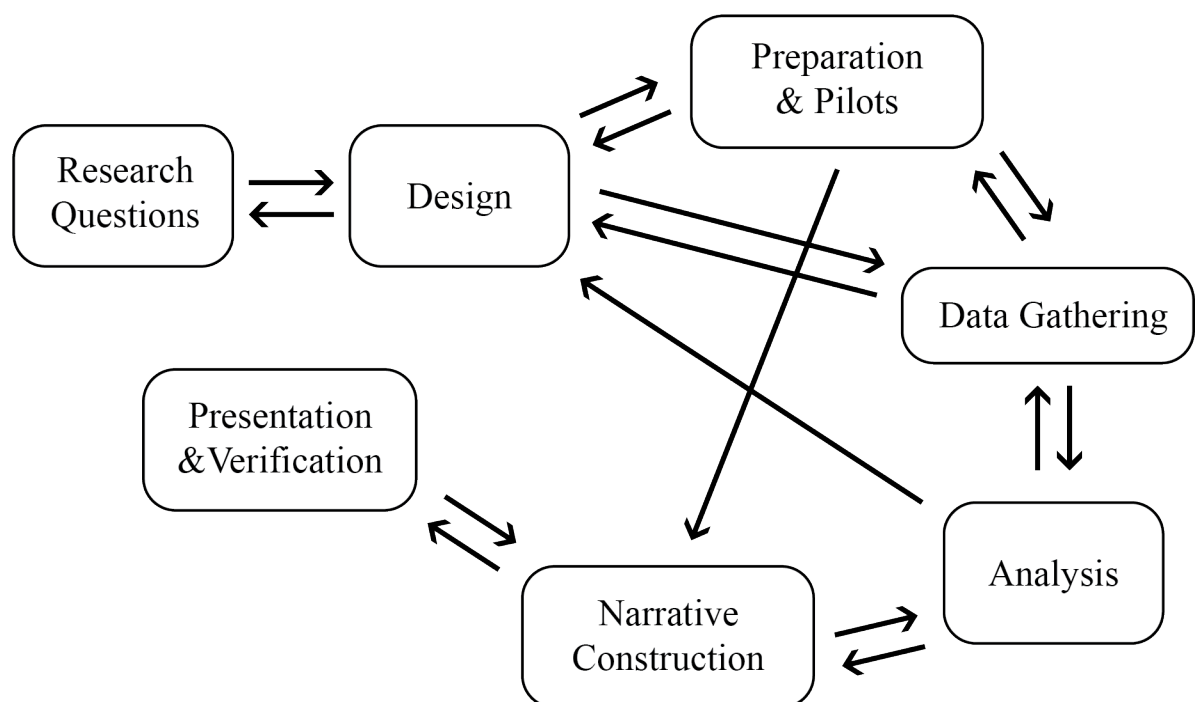 Research
Questions
Design
Preparation
& Pilots
Data Gathering
Analysis
Narrative
Construction
Presentation
&Verification